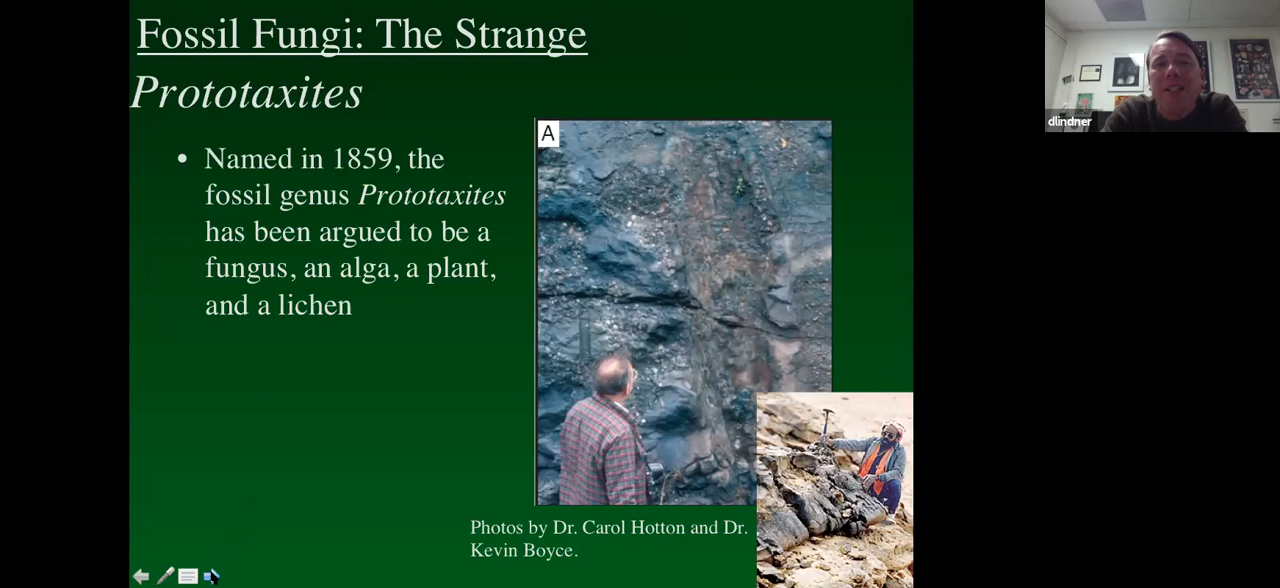 Fossil Fungi: The Strange
Prototaxites
• Named in 1859, the
fossil genus Prototaxites
has been argued to be a
fungus, an alga, a plant,
and a lichen
A
Photos by Dr. Carol Hotton and Dr.
Kevin Boyce.
dlindner